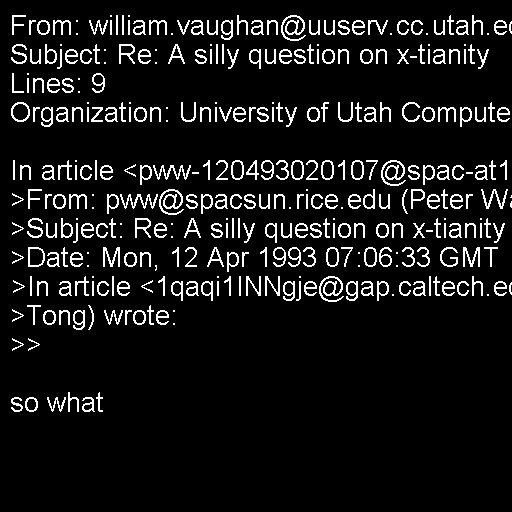 From: william.vaughan@uuserv.cc.utah.e
Subject: Re: A silly question on x-tianity
Lines: 9
Organization: University of Utah Compute

In article <pww-120493020107@spac-at1
>From: pww@spacsun.rice.edu (Peter Wa
>Subject: Re: A silly question on x-tianity
>Date: Mon, 12 Apr 1993 07:06:33 GMT
>In article <1qaqi1INNgje@gap.caltech.e
>Tong) wrote:
>>

so what